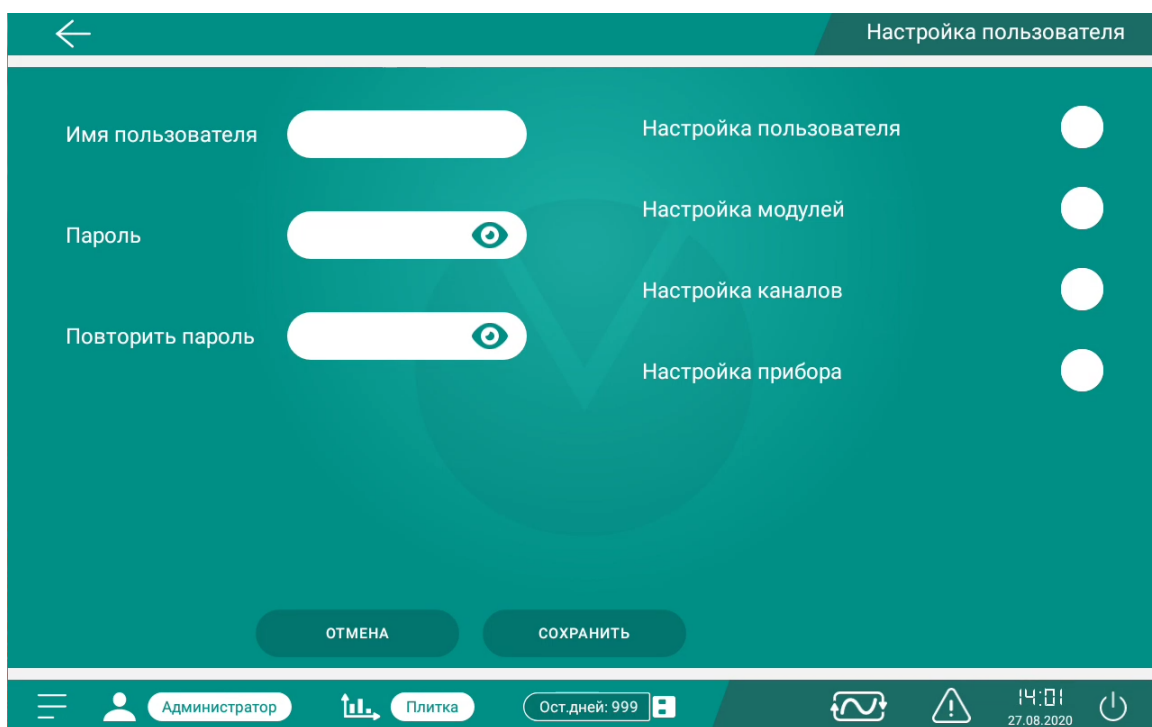 Настройка пользователя
Имя пользователя
Пароль
Повторить пароль
Настройка пользователя
Настройка модулей
Настройка каналов
Настройка прибора
ОТМЕНА
СОХРАНИТЬ
Администратор
Плитка
Ост.дней: 999
14:01
27.08.2020